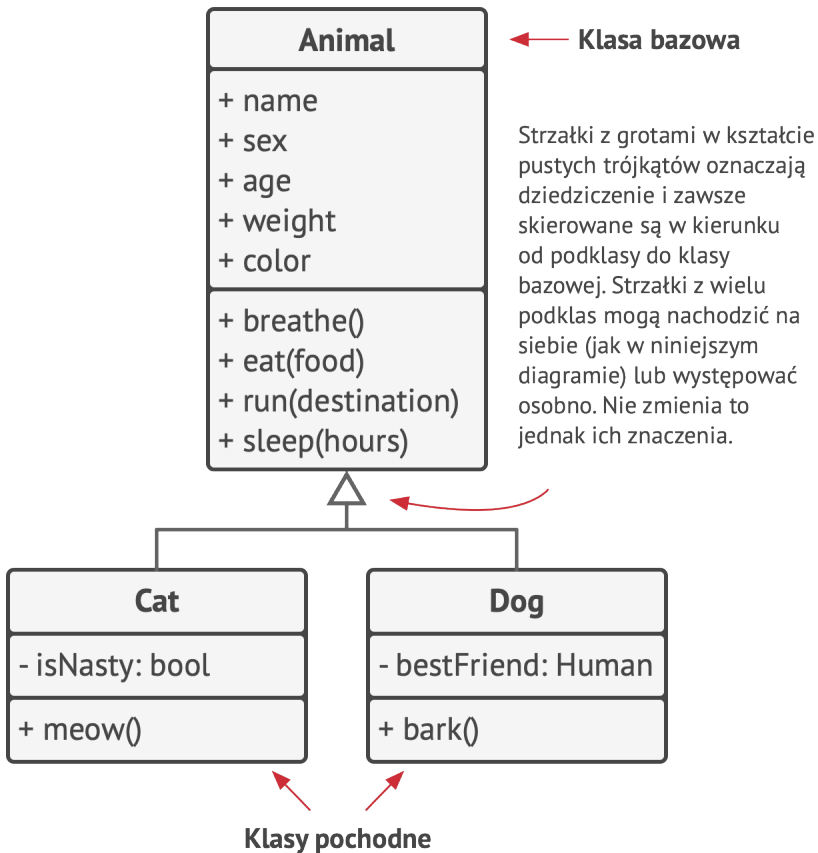 Animal
Klasa bazowa
+ name
+ sex
+ age
+ weight
+ color
+ breathe()
+ eat(food)
+ run(destination)
+ sleep(hours)
Strzałki z grotami w kształcie
pustych trójkątów oznaczają
dziedziczenie i zawsze
skierowane są w kierunku
od podklasy do klasy
bazowej. Strzałki z wielu
podklas mogą nachodzić na
siebie (jak w niniejszym
diagramie) lub występować
osobno. Nie zmienia to
jednak ich znaczenia.
Cat
- isNasty: bool
+ meow()
Dog
- bestFriend: Human
+ bark()
Klasy pochodne